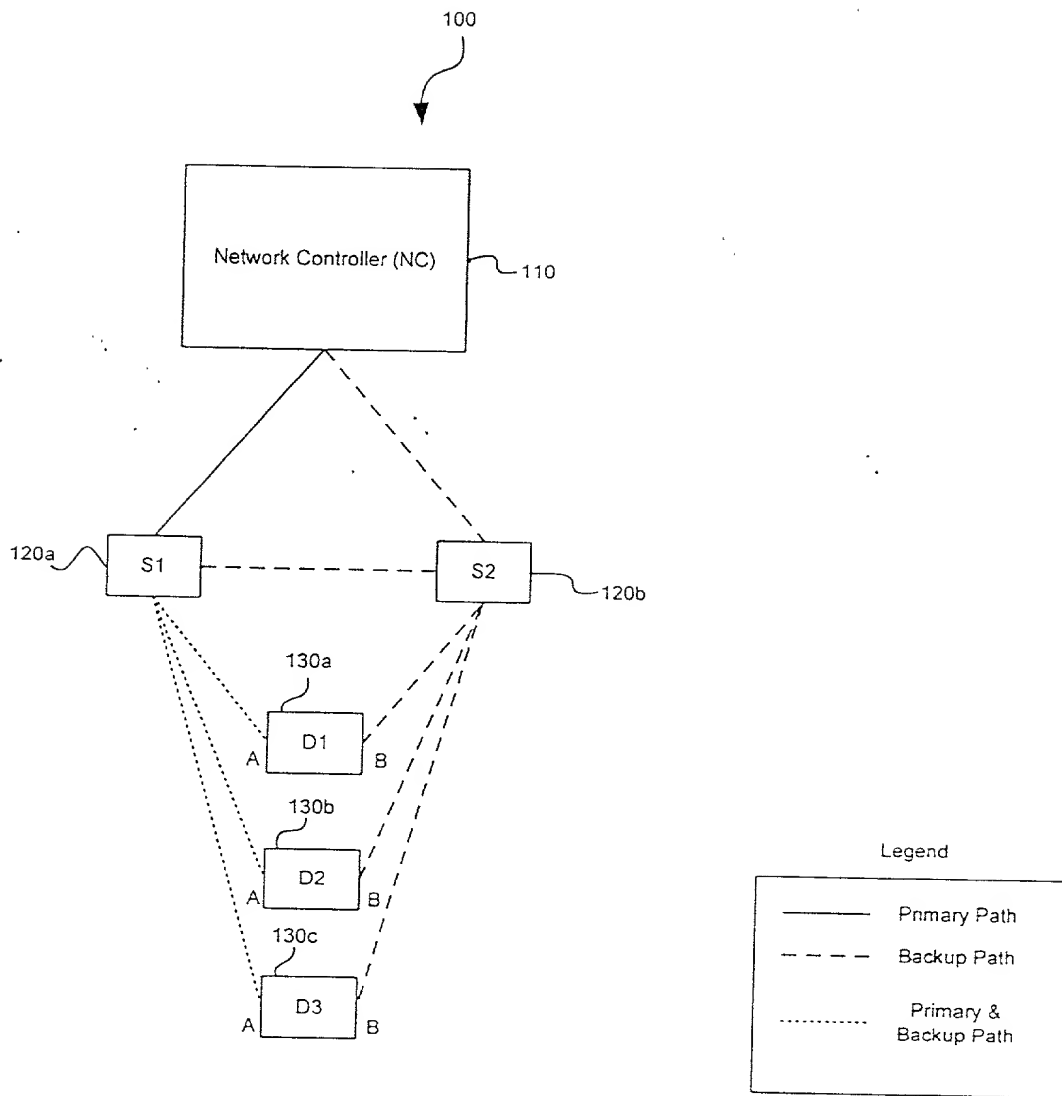 100
Network Controller (NC)
110
120a
S1
S2
120b
130a
D1
A
B
130b
D2
A
B
130c
D3
A
B
Legend
Primary Path
Backup Path
Primary &
Backup Path